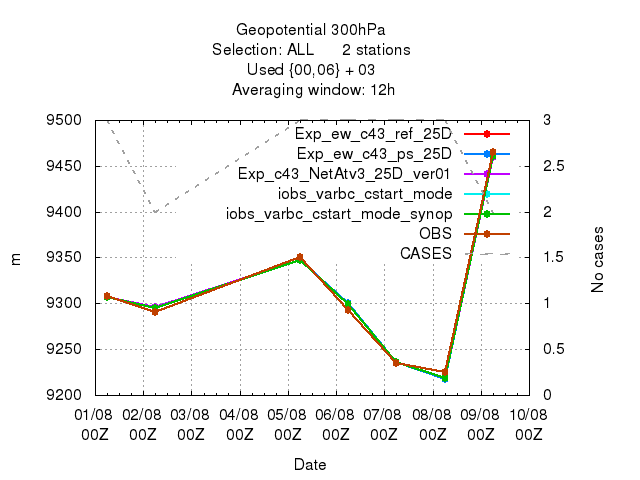 Geopotential 300hPa
Selection: ALL 2 stations
Used {00,06} + 03
Averaging window: 12h
9500
9450
9400
9350
9300
9250
9200
m
3
2.5
2
1.5
1
0.5
0
No cases
Exp_ew_c43_ref_25D
Exp_ew_c43_ps_25D
Exp_c43_NetAtv3_25D_ver01
iobs_varbc_cstart_mode
iobs_varbc_cstart_mode_synop
OBS
CASES
01/08 02/08 03/08 04/08 05/08 06/08 07/08 08/08 09/08 10/08
00Z 00Z 00Z 00Z 00Z 00Z 00Z 00Z 00Z 00Z
Date